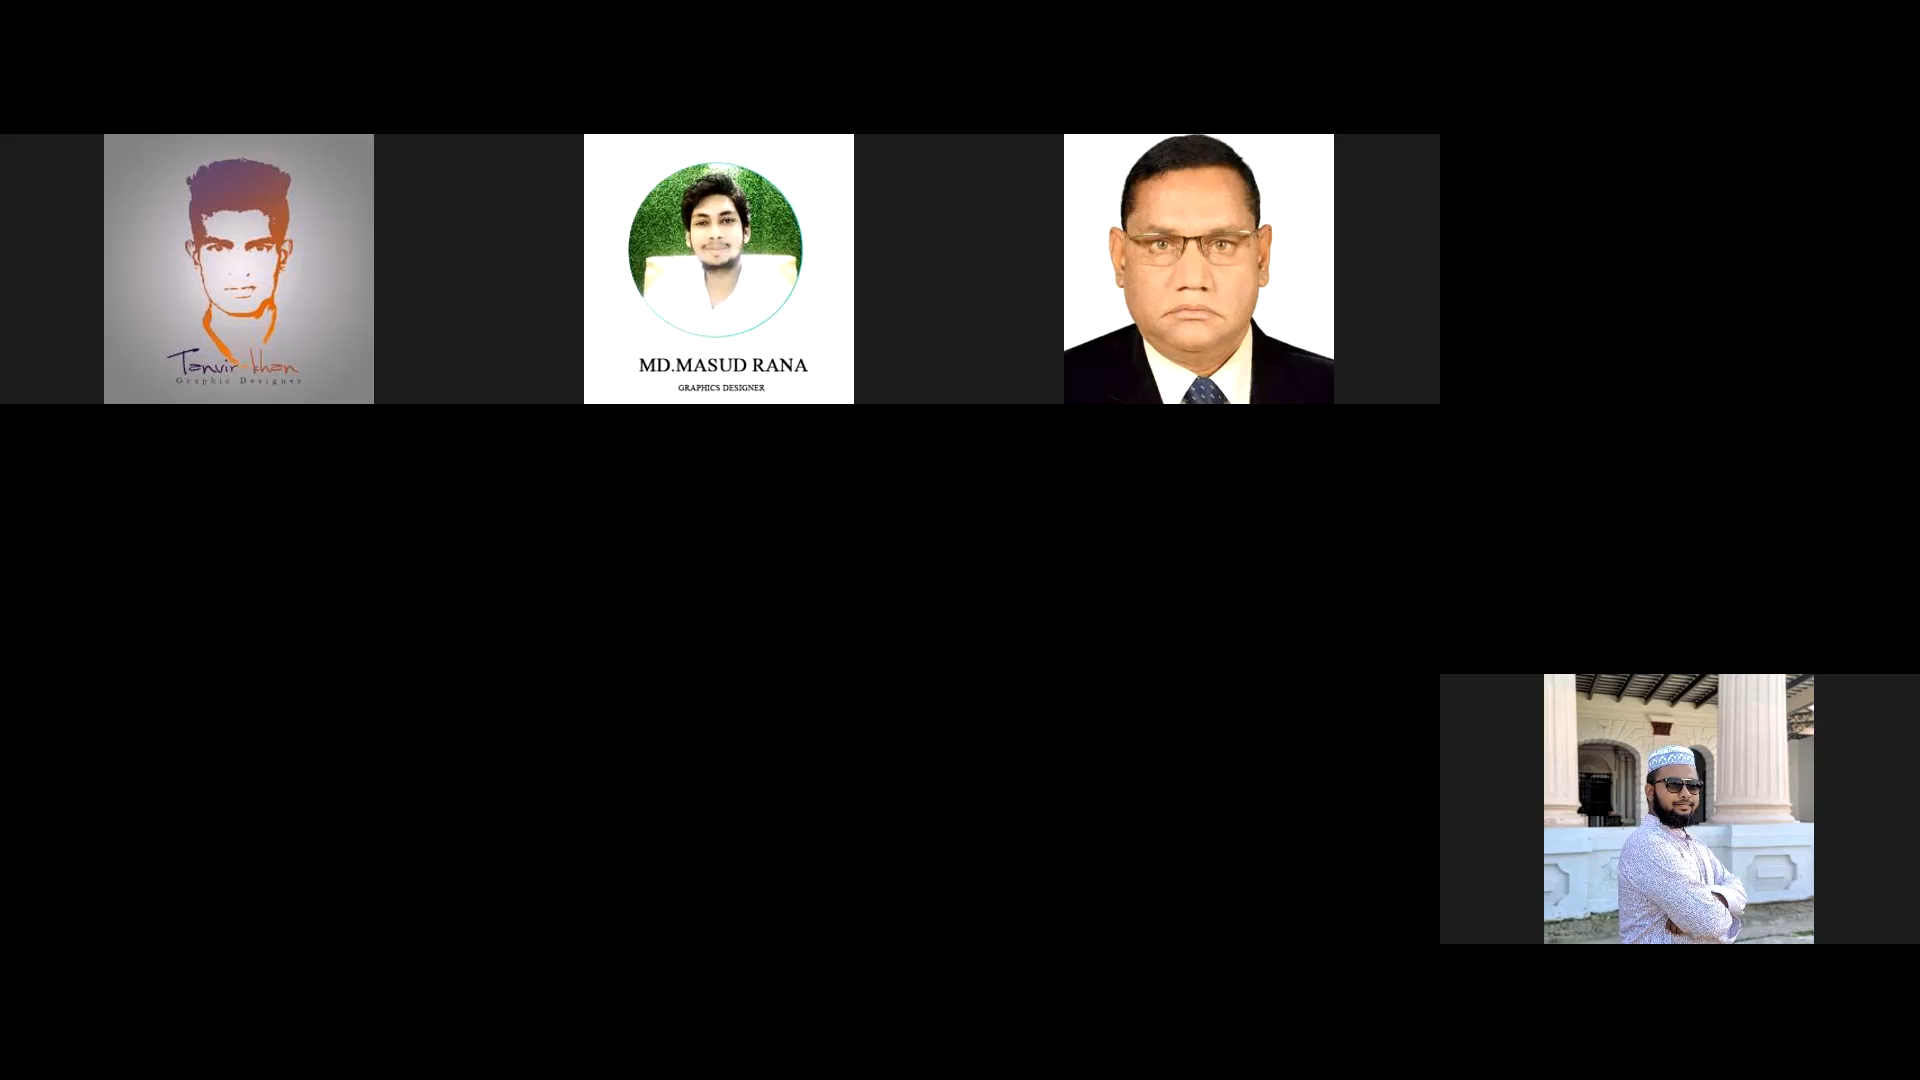 Tanvir khan
Graphic Designer
MD.MASUD RANA
GRAPHICS DESIGNER